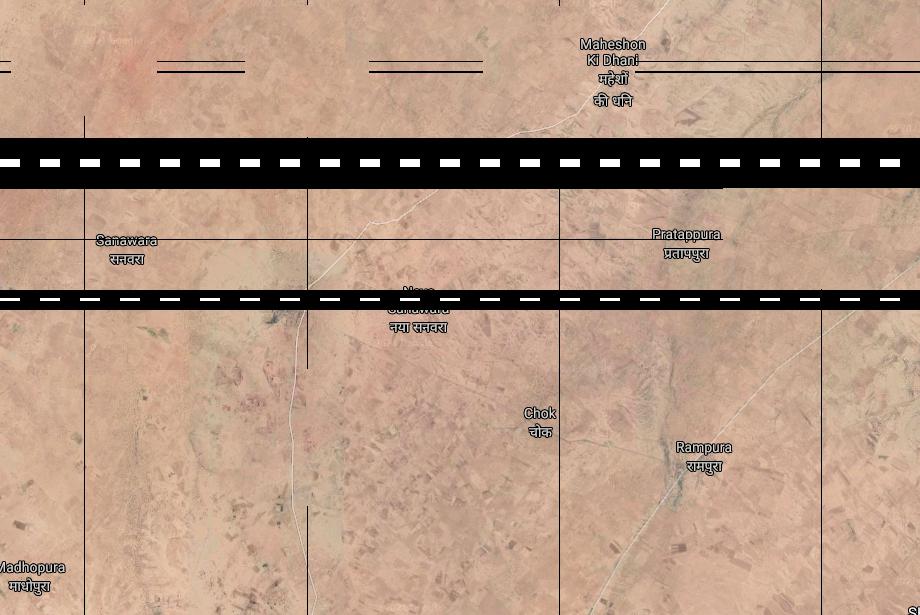 Maheshon
Ki Dhani
महेशों
की धनि
Sanawara
सनवरा
Pratappura
प्रतापपुरा
नया सनवरा
Chok
चोक
Rampura
रामपुरा
Madhopura
माधोपुरा